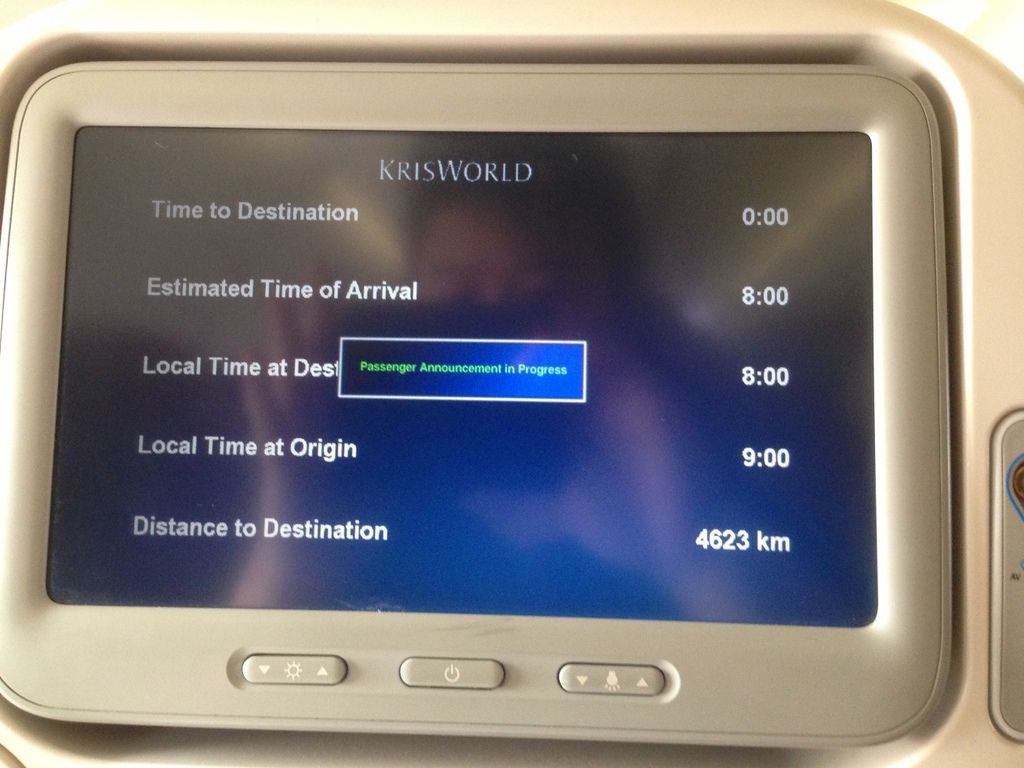 KRISWORLD
Time to Destination 0:00
Estimated Time of Arrival 8:00
Local Time at Dest 8:00
Passenger Announcement in Progress
Local Time at Origin 9:00
Distance to Destination 4623 km
AV